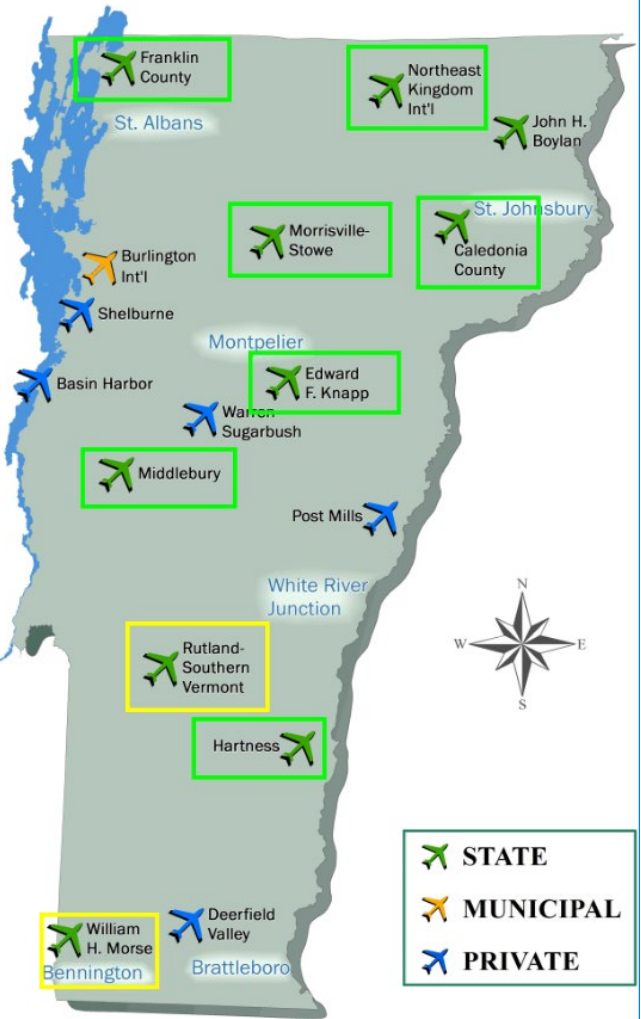 Franklin
County
Northeast
Kingdom
Int'l
St. Albans
John H.
Boylan
St. Johnsbury
Morrisville-
Stowe
Caledonia
County
Burlington
Int'l
Shelburne
Montpelier
Edward
F. Knapp
Basin Harbor
Warren
Sugarbush
Middlebury
Post Mills
White River
Junction
N
W
E
S
Rutland-
Southern
Vermont
Hartness
STATE
MUNICIPAL
PRIVATE
William
H. Morse
Deerfield
Valley
Bennington
Brattleboro